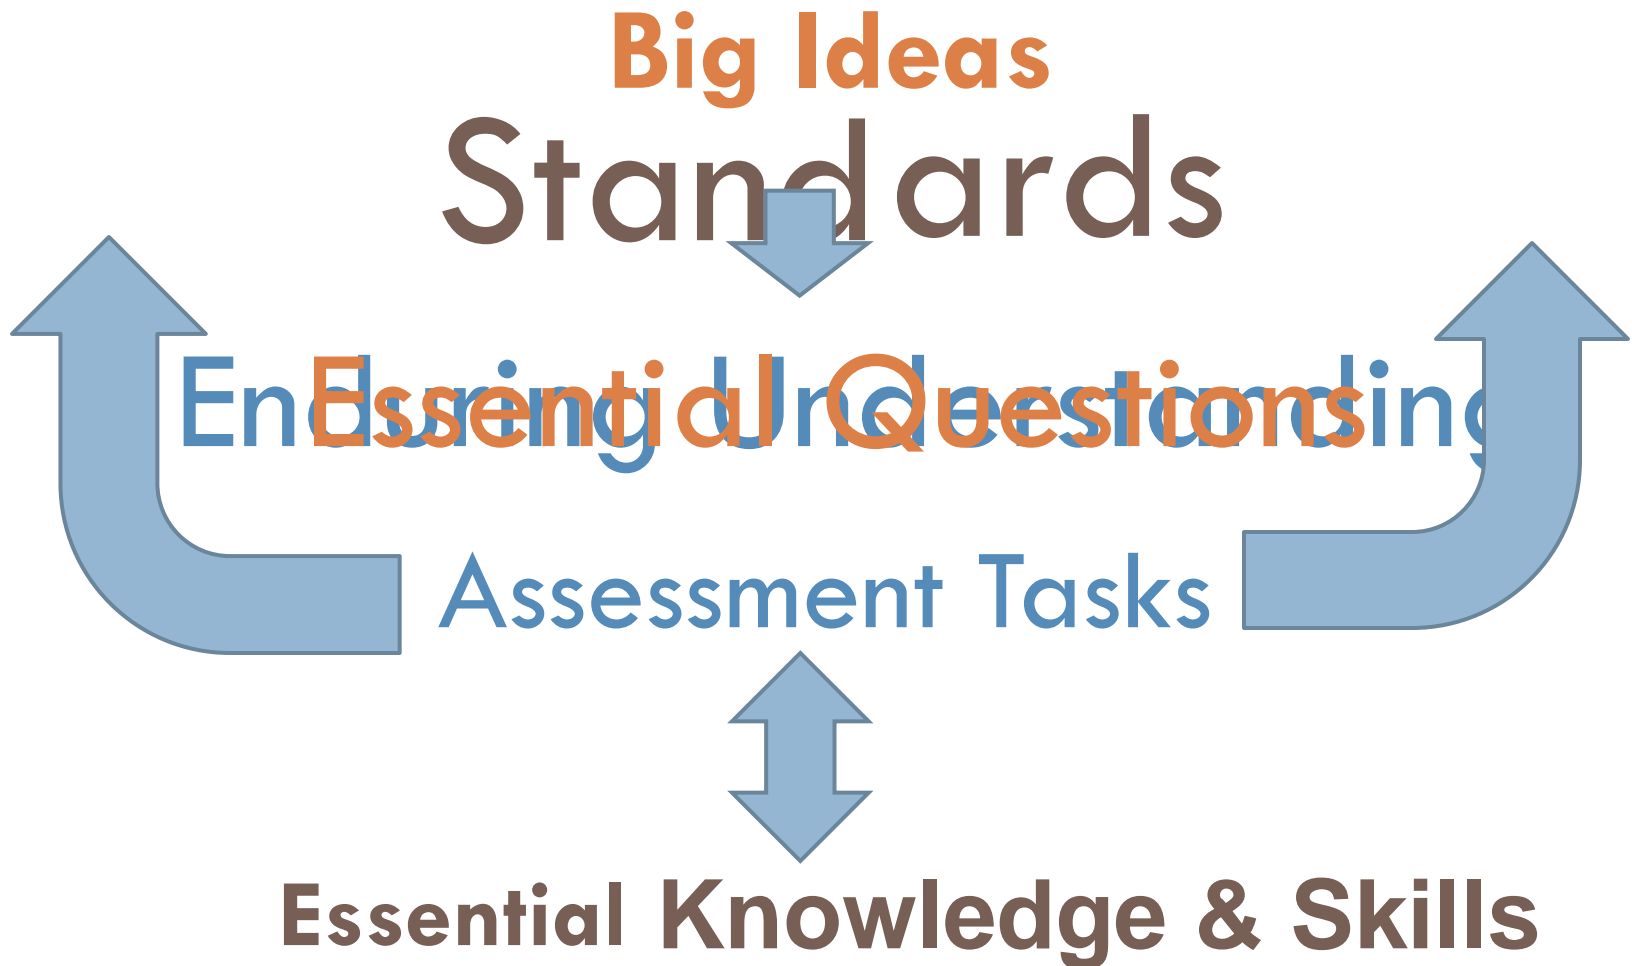 Big Ideas
Standards
Enduring Understanding
Essential Questions
Assessment Tasks
Essential Knowledge & Skills